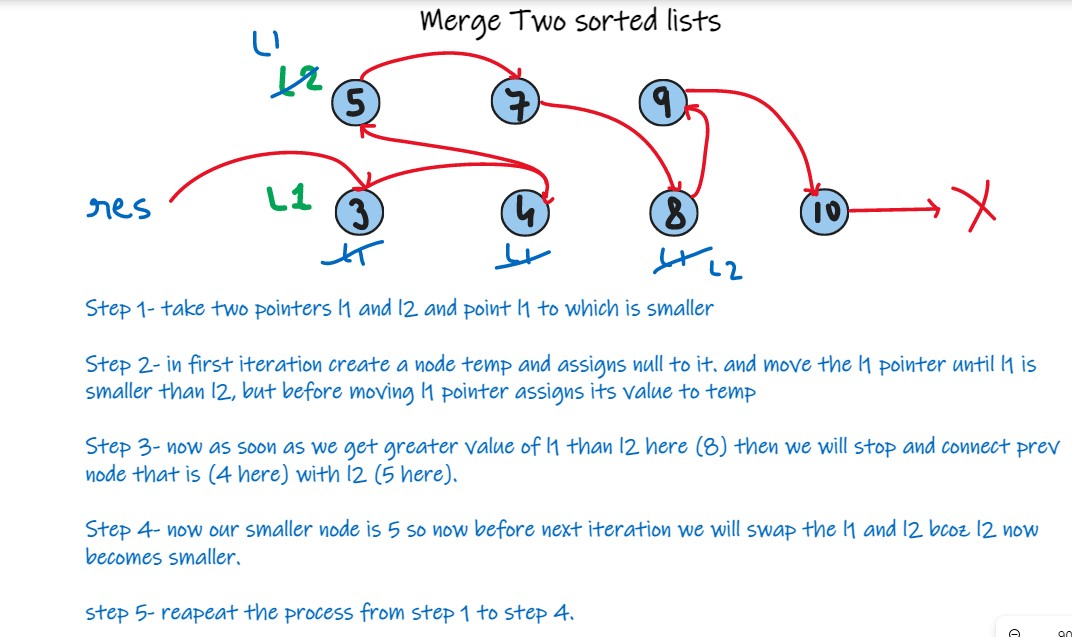 Merge Two sorted lists
L1
L2
5 7 9
res L1 3 4 8 10 X
L1 L1 L1 L2
Step 1- take two pointers l1 and l2 and point l1 to which is smaller
Step 2- in first iteration create a node temp and assigns null to it. and move the l1 pointer until l1 is
smaller than l2, but before moving l1 pointer assigns its value to temp
Step 3- now as soon as we get greater value of l1 than l2 here (8) then we will stop and connect prev
node that is (4 here) with l2 (5 here).
Step 4- now our smaller node is 5 so now before next iteration we will swap the l1 and l2 bcoz l2 now
becomes smaller.
step 5- reapeat the process from step 1 to step 4.